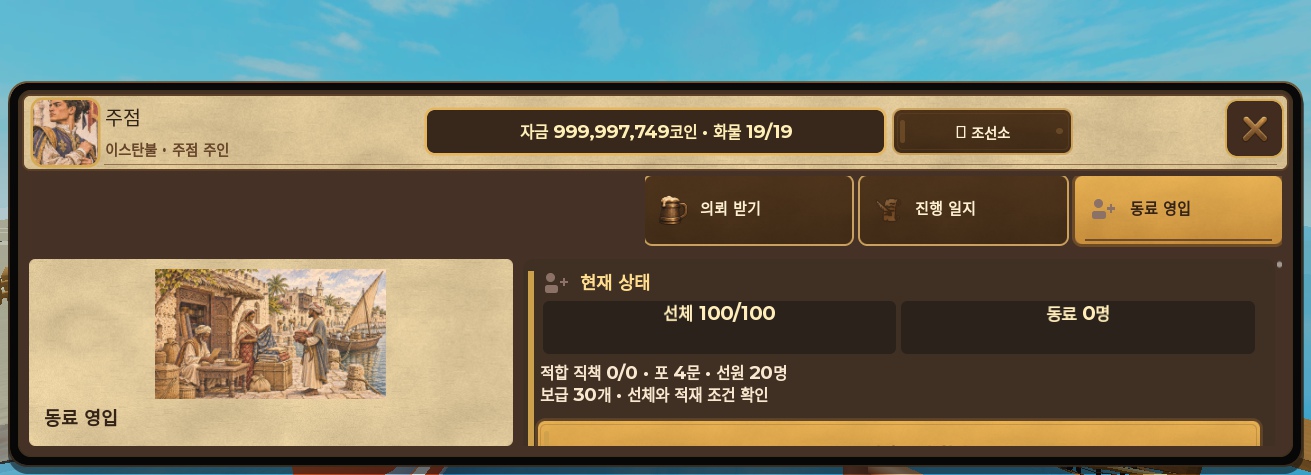 주점
이스탄불 • 주점 주인
자금 999,997,749코인 • 화물 19/19
조선소
의뢰 받기
진행 일지
동료 영입
동료 영입
현재 상태
선체 100/100
동료 0명
적합 직책 0/0 • 포 4문 • 선원 20명
보급 30개 • 선체와 적재 조건 확인